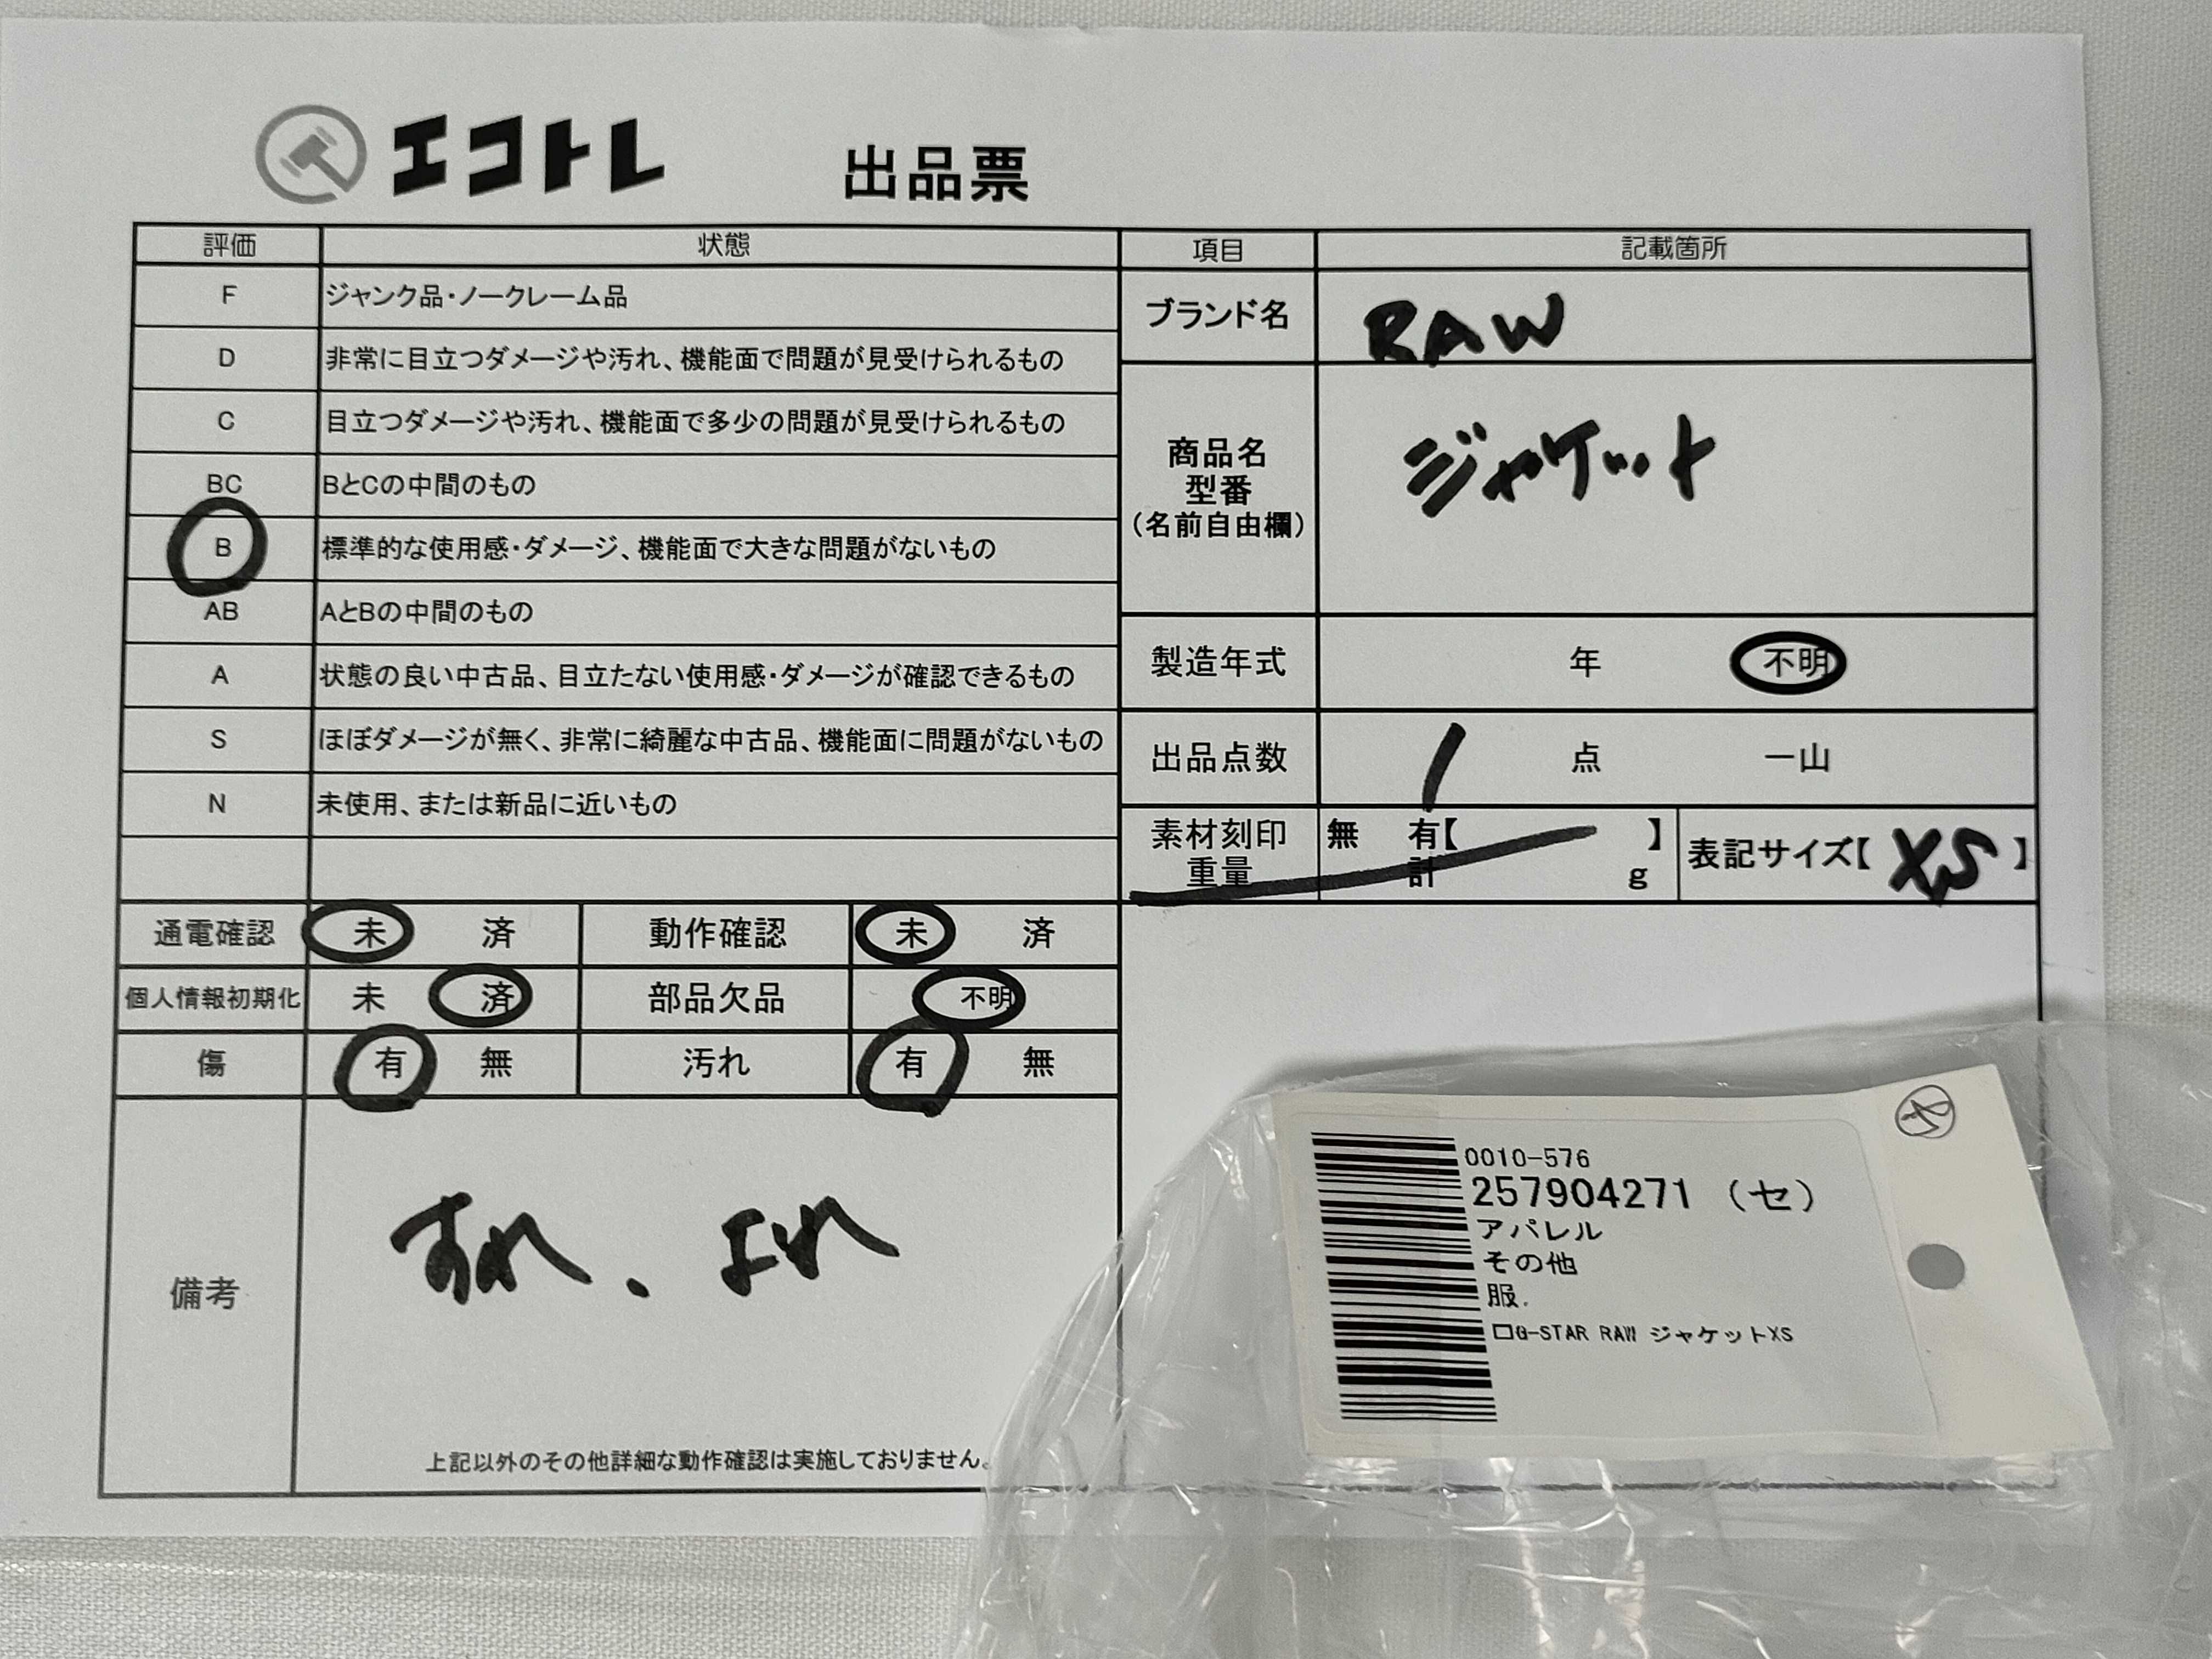 エコトレ 出品票
評価 状態
F ジャンク品・ノークレーム品
D 非常に目立つダメージや汚れ、機能面で問題が見受けられるもの
C 目立つダメージや汚れ、機能面で多少の問題が見受けられるもの
BC BとCの中間のもの
B 標準的な使用感・ダメージ、機能面で大きな問題がないもの
AB AとBの中間のもの
A 状態の良い中古品、目立たない使用感・ダメージが確認できるもの
S ほぼダメージが無く、非常に綺麗な中古品、機能面に問題がないもの
N 未使用、または新品に近いもの
項目 記載箇所
ブランド名 RAW
商品名
型番
(名前自由欄)
ジャケット
製造年式 年 不明
出品点数 1 点 一山
素材刻印 無 有【 】
重量 計 g
表記サイズ【XS】
通電確認 未 済 動作確認 未 済
個人情報初期化 未 済 部品欠品 不明
傷 有 無 汚れ 有 無
備考
すれ、よれ
上記以外のその他詳細な動作確認は実施しておりません。
0010-576
257904271 (セ)
アパレル
その他
服.
□G-STAR RAW ジャケットXS